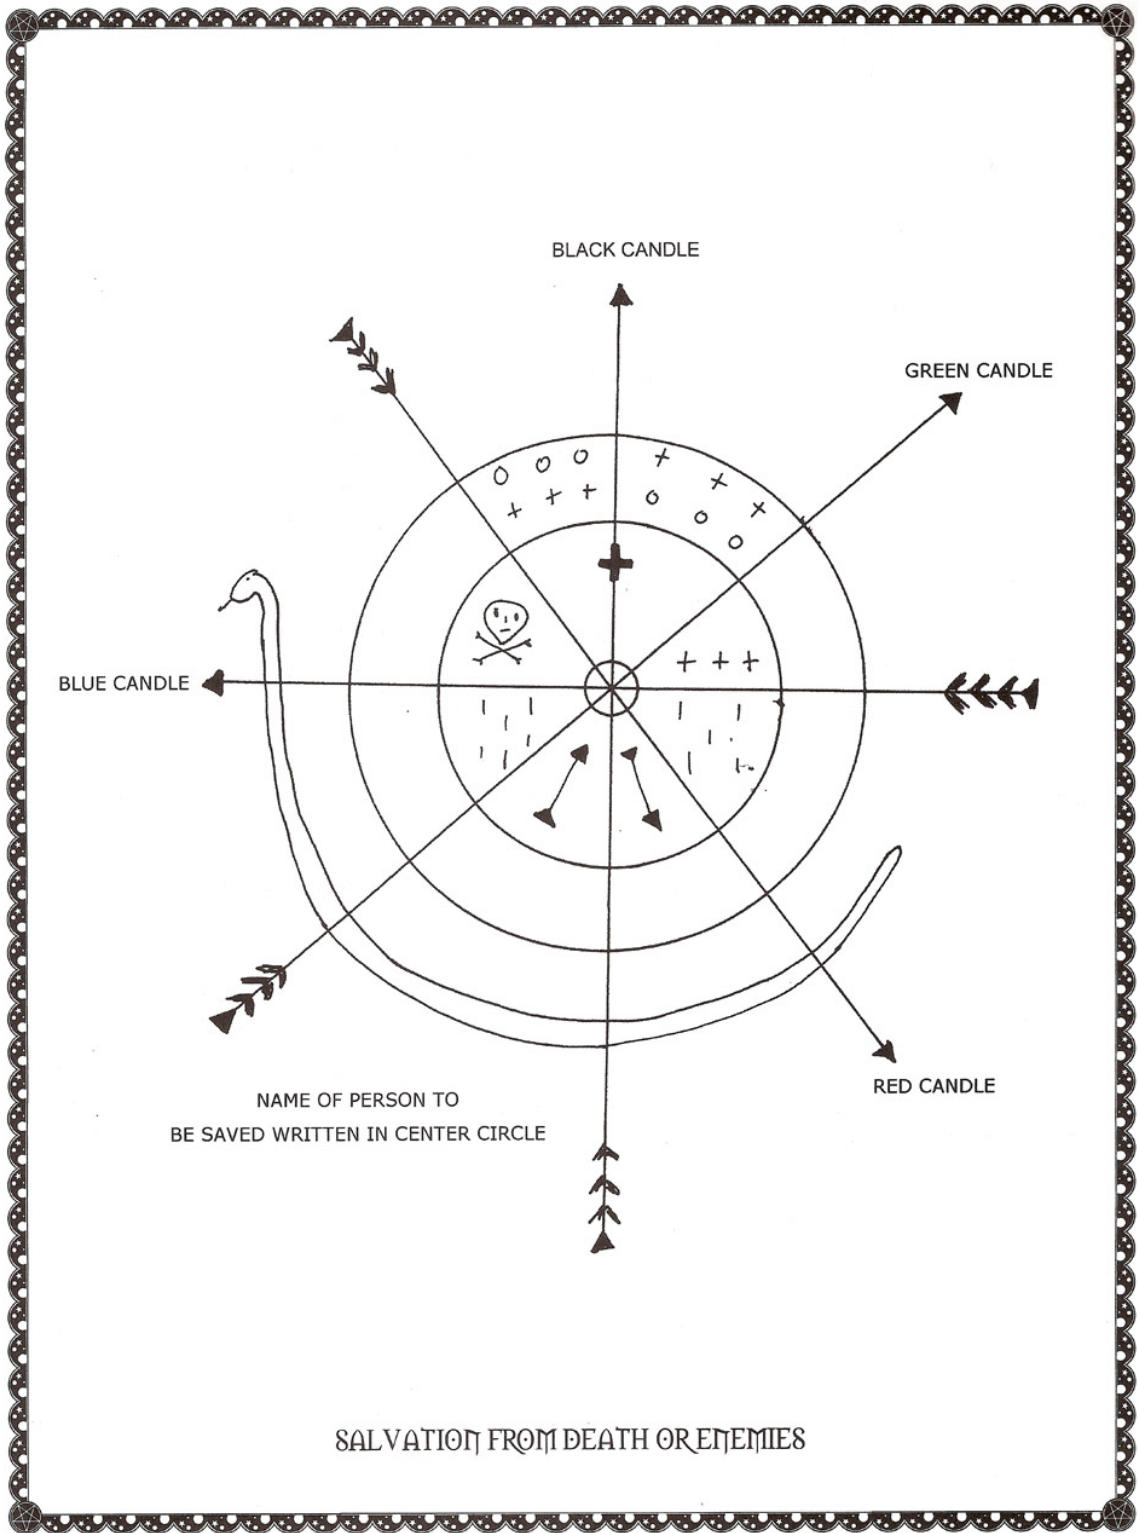 BLACK CANDLE
GREEN CANDLE
BLUE CANDLE
RED CANDLE
NAME OF PERSON TO
BE SAVED WRITTEN IN CENTER CIRCLE
SALVATION FROM DEATH OR ENEMIES